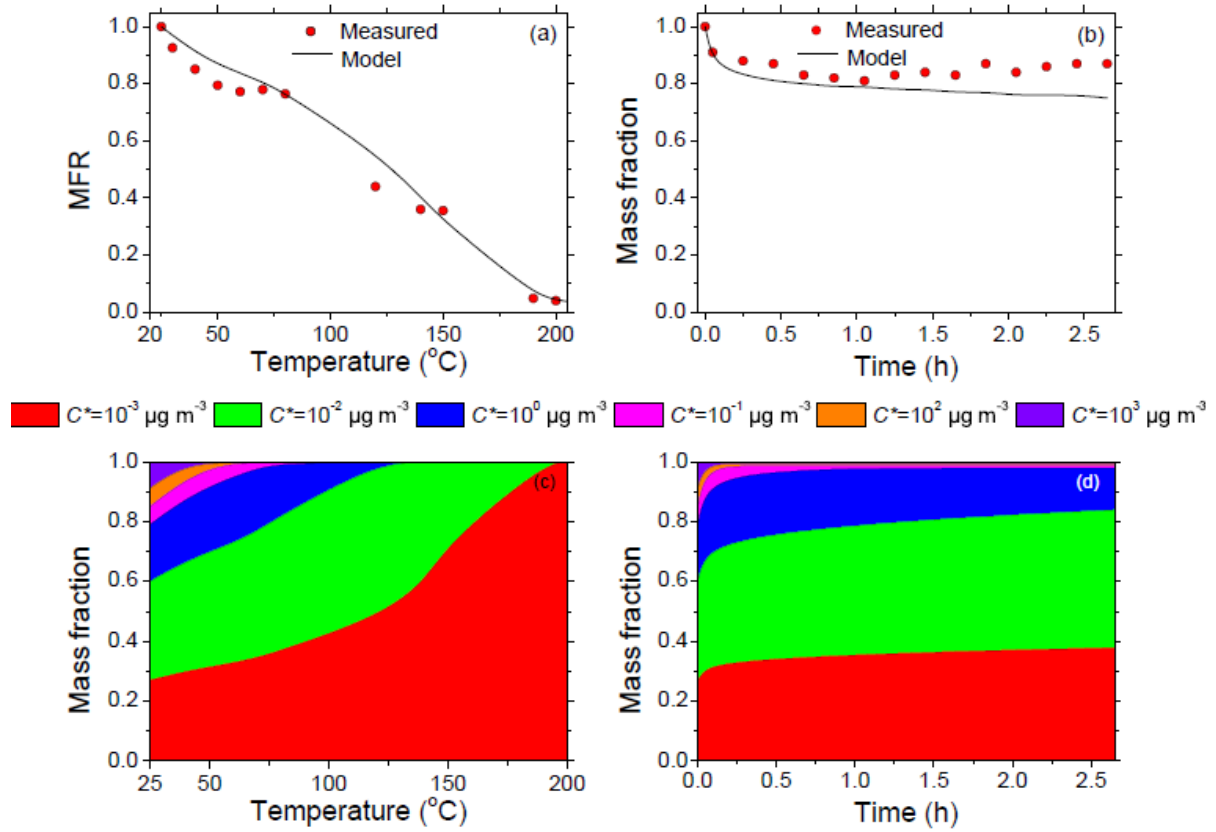 1.0
0.8
0.6
0.4
0.2
0.0
MFR
Measured
Model
(a)
20 50 100 150 200
Temperature (°C)
1.0
0.8
0.6
0.4
0.2
0.0
Mass fraction
Measured
Model
(b)
0.0 0.5 1.0 1.5 2.0 2.5
Time (h)
C*=10⁻³ µg m⁻³ C*=10⁻² µg m⁻³ C*=10⁰ µg m⁻³ C*=10⁻¹ µg m⁻³ C*=10² µg m⁻³ C*=10³ µg m⁻³
1.0
0.8
0.6
0.4
0.2
0.0
Mass fraction
(c)
25 50 100 150 200
Temperature (°C)
1.0
0.8
0.6
0.4
0.2
0.0
Mass fraction
(d)
0.0 0.5 1.0 1.5 2.0 2.5
Time (h)